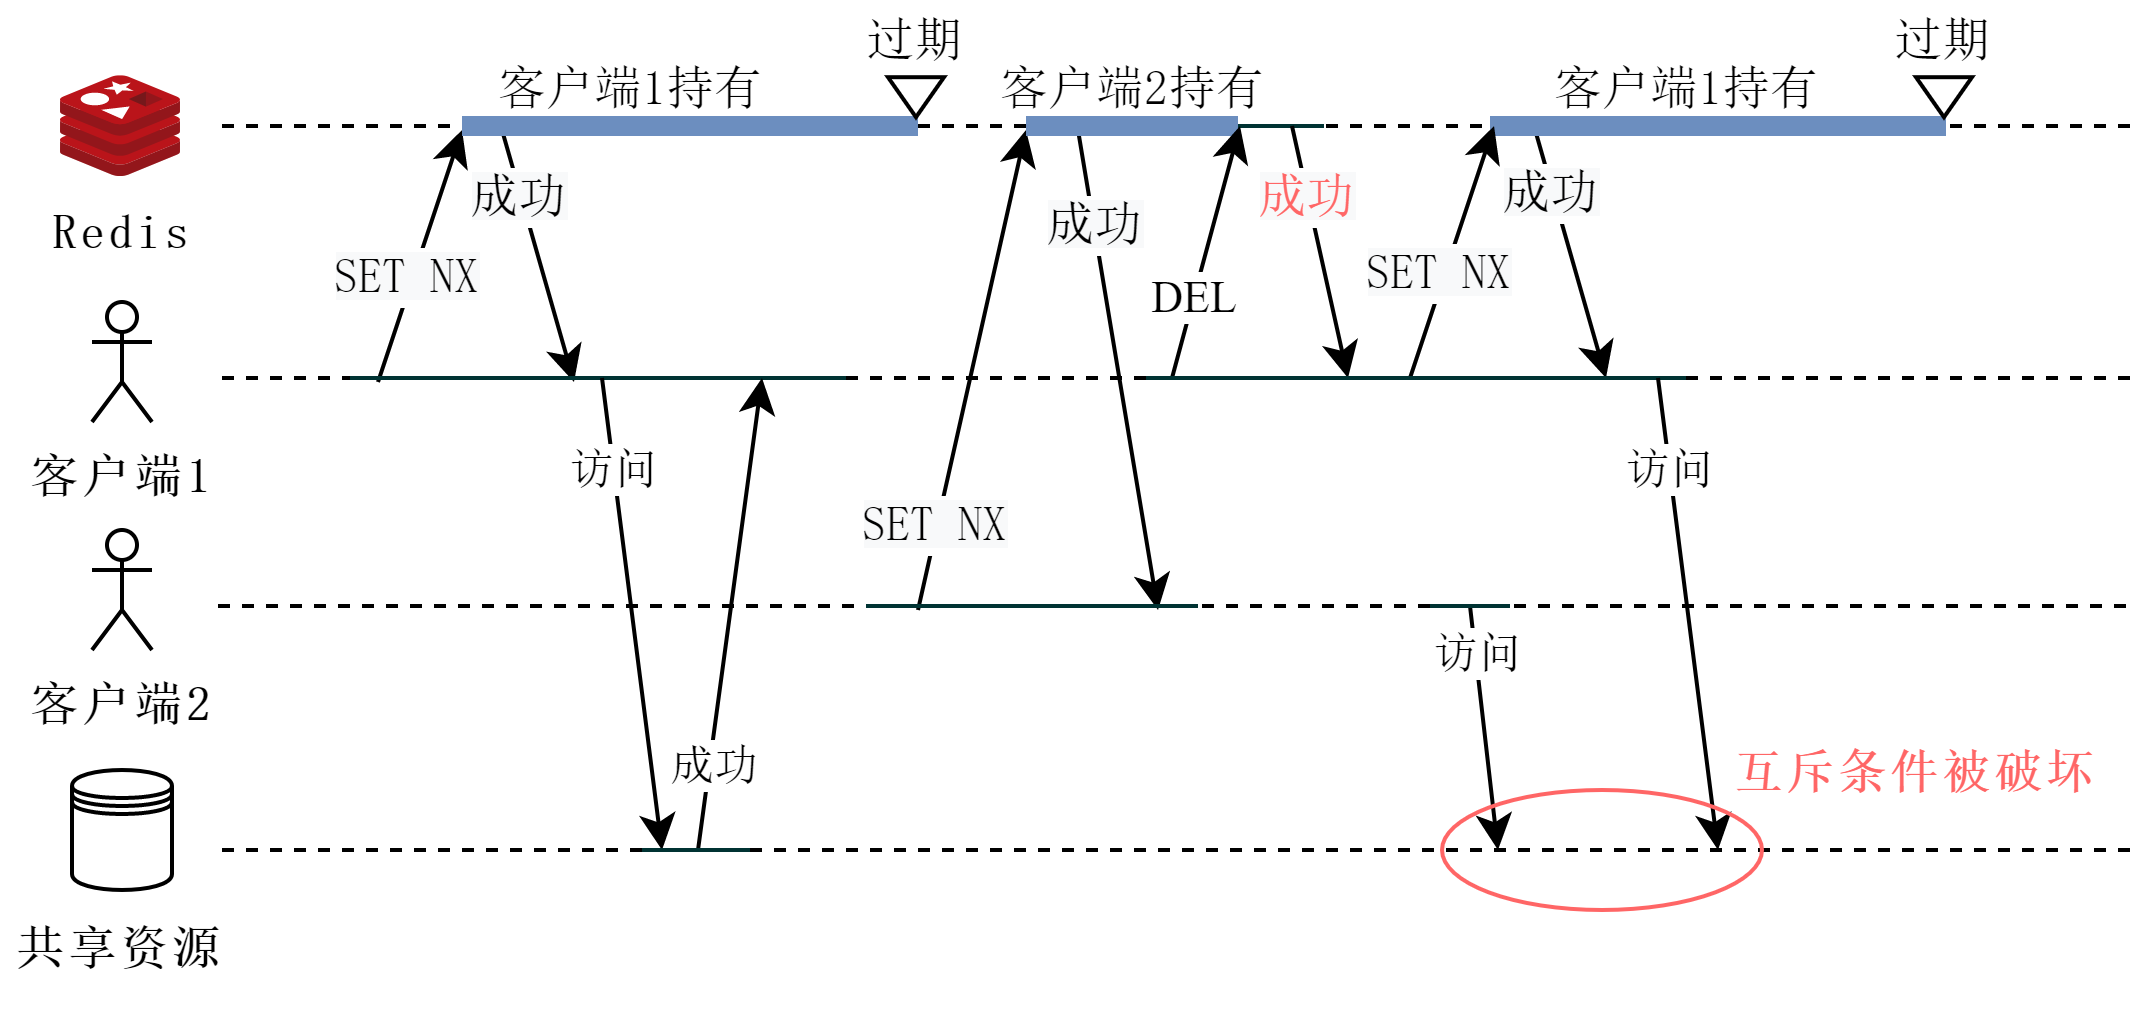 过期
过期
客户端1持有
客户端2持有
客户端1持有
成功
成功
成功
成功
Redis
SET NX
DEL
SET NX
客户端1
访问
访问
SET NX
客户端2
访问
成功
互斥条件被破坏
共享资源